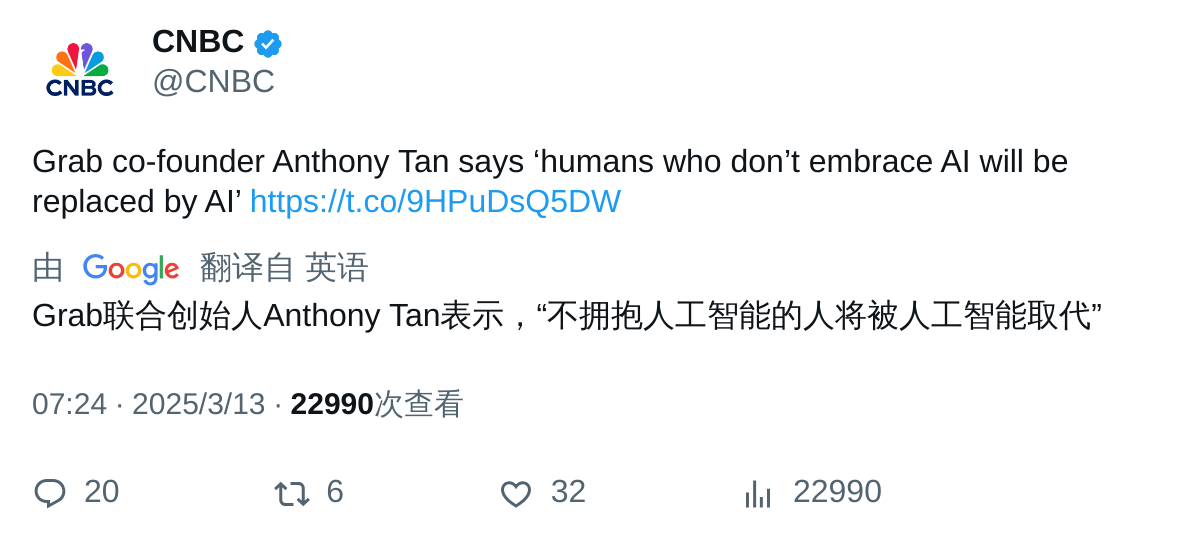 CNBC
CNBC
@CNBC
Grab co-founder Anthony Tan says ‘humans who don’t embrace AI will be
replaced by AI’ https://t.co/9HPuDsQ5DW
由 Google 翻译自 英语
Grab联合创始人Anthony Tan表示，“不拥抱人工智能的人将被人工智能取代”
07:24 · 2025/3/13 · 22990次查看
20 6 32 22990